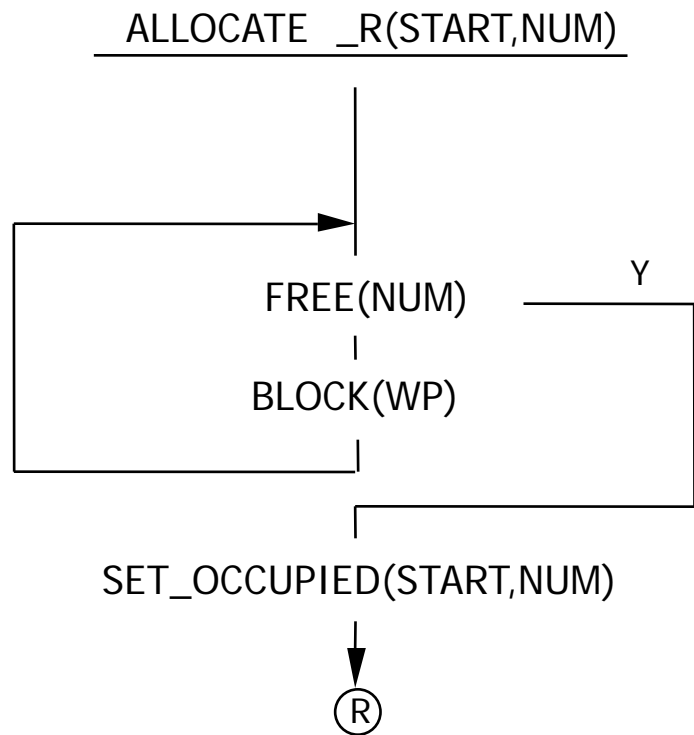 ALLOCATE _R(START,NUM)
Y
FREE(NUM)
BLOCK(WP)
SET_OCCUPIED(START,NUM)
R